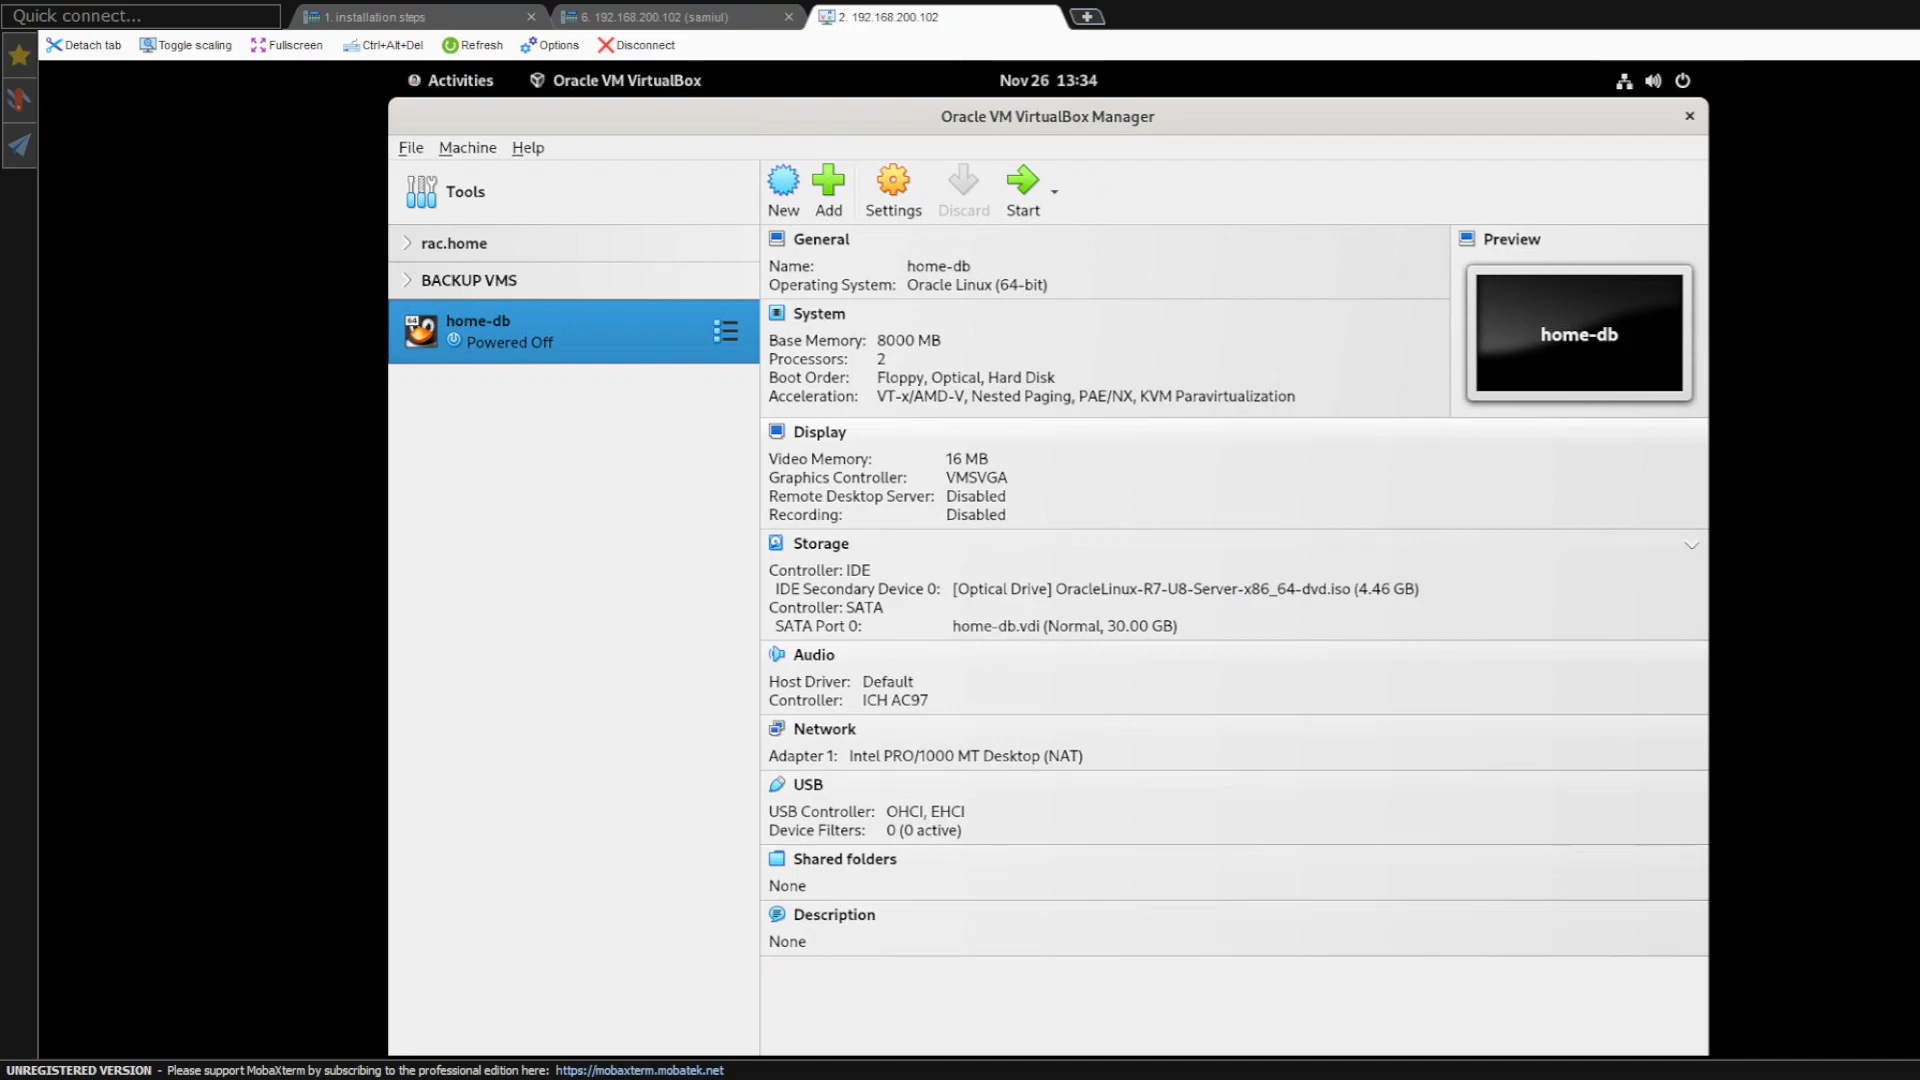 Quick connect...
1. installation steps
6. 192.168.200.102 (samiul)
2. 192.168.200.102
Detach tab
Toggle scaling
Fullscreen
Ctrl+Alt+Del
Refresh
Options
Disconnect
Activities
Oracle VM VirtualBox
Nov 26 13:34
Oracle VM VirtualBox Manager
File Machine Help
Tools
rac.home
BACKUP VMS
64
home-db
Powered Off
New
Add
Settings
Discard
Start
General
Name: home-db
Operating System: Oracle Linux (64-bit)
Preview
home-db
System
Base Memory: 8000 MB
Processors: 2
Boot Order: Floppy, Optical, Hard Disk
Acceleration: VT-x/AMD-V, Nested Paging, PAE/NX, KVM Paravirtualization
Display
Video Memory: 16 MB
Graphics Controller: VMSVGA
Remote Desktop Server: Disabled
Recording: Disabled
Storage
Controller: IDE
IDE Secondary Device 0: [Optical Drive] OracleLinux-R7-U8-Server-x86_64-dvd.iso (4.46 GB)
Controller: SATA
SATA Port 0: home-db.vdi (Normal, 30.00 GB)
Audio
Host Driver: Default
Controller: ICH AC97
Network
Adapter 1: Intel PRO/1000 MT Desktop (NAT)
USB
USB Controller: OHCI, EHCI
Device Filters: 0 (0 active)
Shared folders
None
Description
None
UNREGISTERED VERSION - Please support MobaXterm by subscribing to the professional edition here: https://mobaxterm.mobatek.net